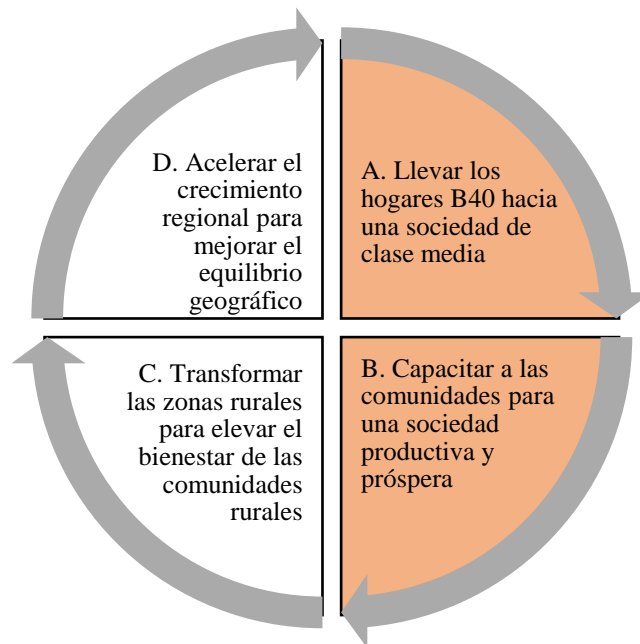 A. Llevar los
hogares B40 hacia
una sociedad de
clase media
B. Capacitar a las
comunidades para
una sociedad
productiva y
próspera
C. Transformar
las zonas rurales
para elevar el
bienestar de las
comunidades
rurales
D. Acelerar el
crecimiento
regional para
mejorar el
equilibrio
geográfico